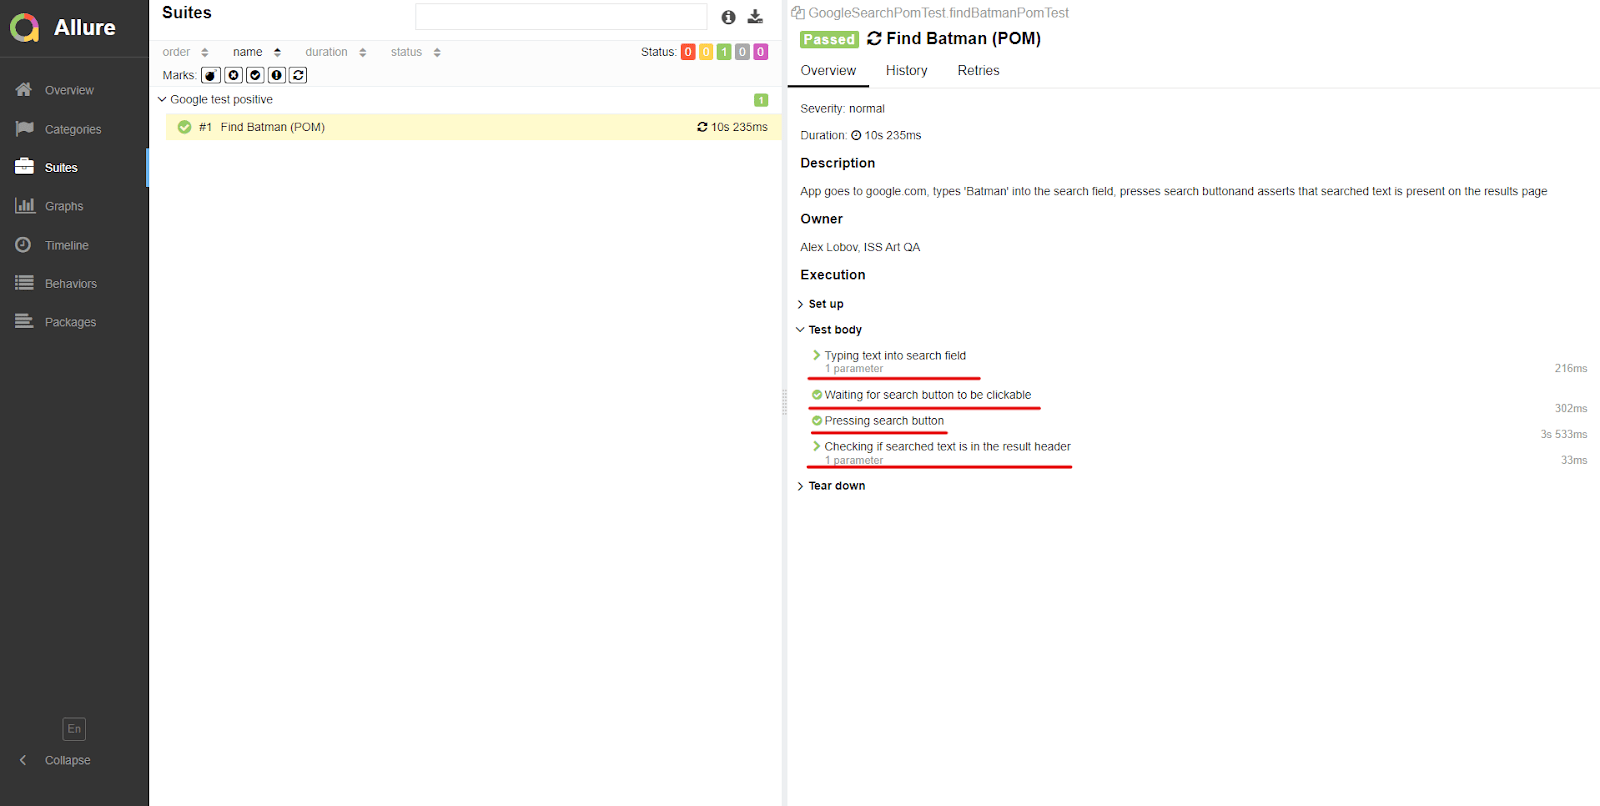 Allure
Overview
Categories
Suites
Graphs
Timeline
Behaviors
Packages
En
Collapse
Suites
order name duration status Status: 0 0 1 0 0
Marks:
Google test positive 1
#1 Find Batman (POM) 10s 235ms
GoogleSearchPomTest.findBatmanPomTest
Passed Find Batman (POM)
Overview History Retries
Severity: normal
Duration: 10s 235ms
Description
App goes to google.com, types 'Batman' into the search field, presses search buttonand asserts that searched text is present on the results page
Owner
Alex Lobov, ISS Art QA
Execution
Set up
Test body
Typing text into search field
1 parameter 216ms
Waiting for search button to be clickable
302ms
Pressing search button
3s 533ms
Checking if searched text is in the result header
1 parameter 33ms
Tear down